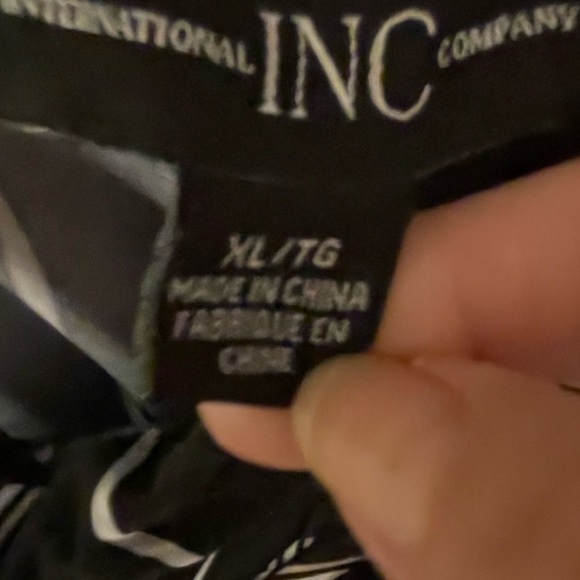 INTERNATIONAL INC COMPANY
XL/TG
MADE IN CHINA
FABRIQUE EN
CHINE